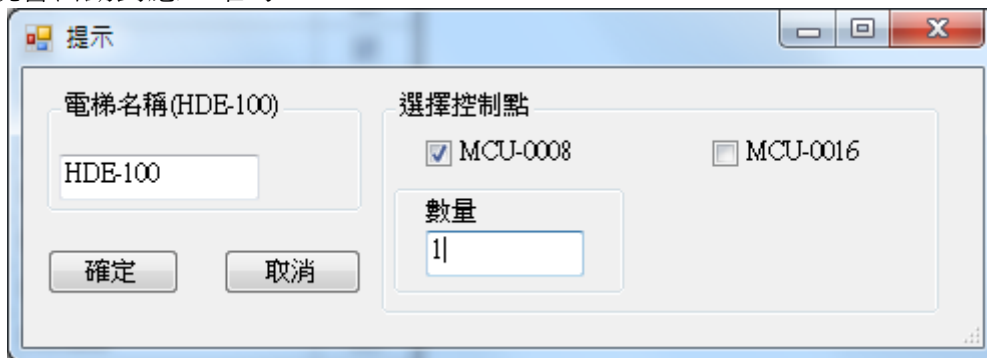 提示
電梯名稱(HDE-100)
HDE-100
確定
取消
選擇控制點
MCU-0008
MCU-0016
數量
1